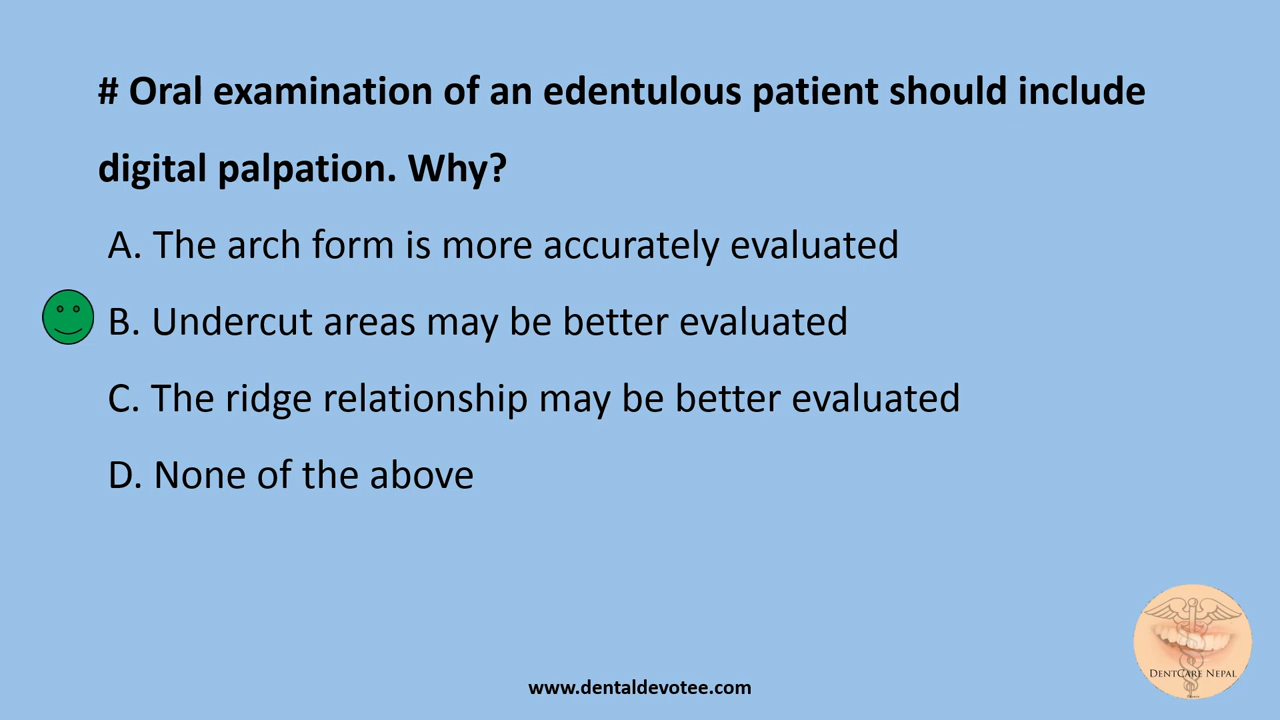 # Oral examination of an edentulous patient should include
digital palpation. Why?
A. The arch form is more accurately evaluated
B. Undercut areas may be better evaluated
C. The ridge relationship may be better evaluated
D. None of the above
DentCare Nepal
www.dentaldevotee.com